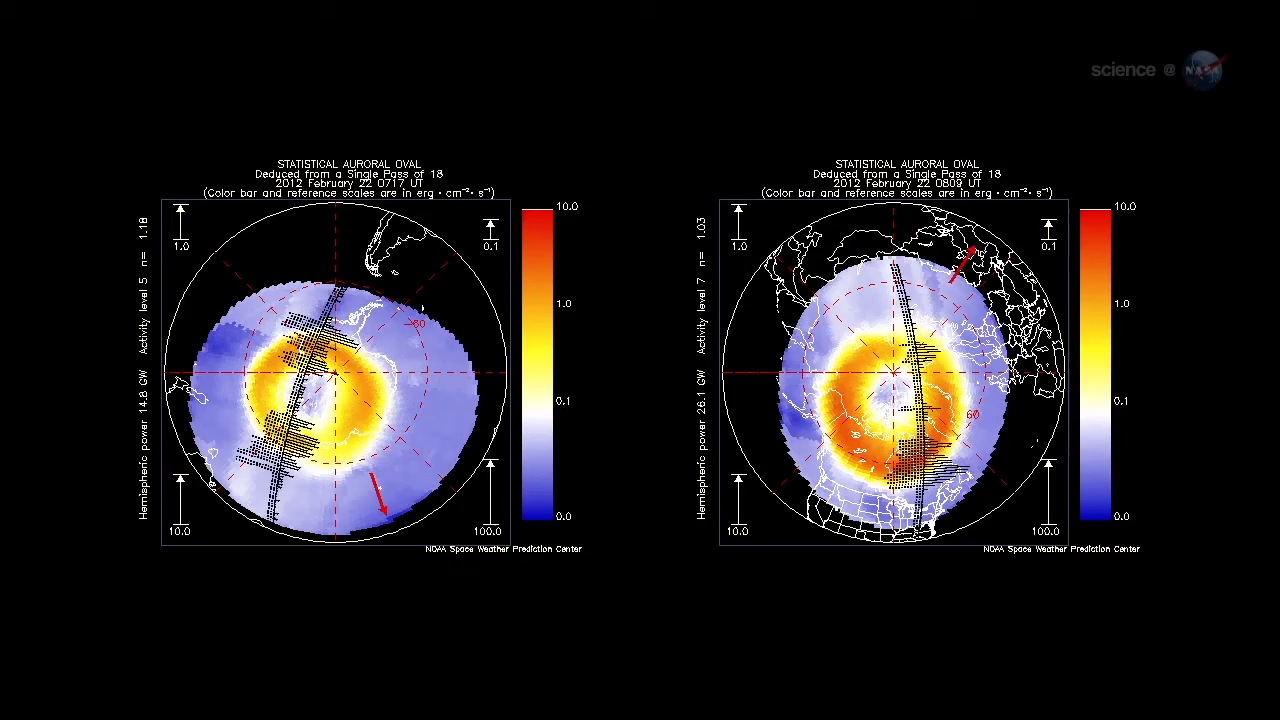 science @ NASA
STATISTICAL AURORAL OVAL
Deduced from a Single Pass of 18
2012 February 22 0717 UT
(Color bar and reference scales are in erg · cm⁻² · s⁻¹)
Hemispheric power 14.8 GW Activity level 5 n= 1.18
1.0
0.1
60
10.0
100.0
10.0
1.0
0.1
0.0
NOAA Space Weather Prediction Center
STATISTICAL AURORAL OVAL
Deduced from a Single Pass of 18
2012 February 22 0809 UT
(Color bar and reference scales are in erg · cm⁻² · s⁻¹)
Hemispheric power 26.1 GW Activity level 7 n= 1.03
1.0
0.1
60
10.0
100.0
10.0
1.0
0.1
0.0
NOAA Space Weather Prediction Center